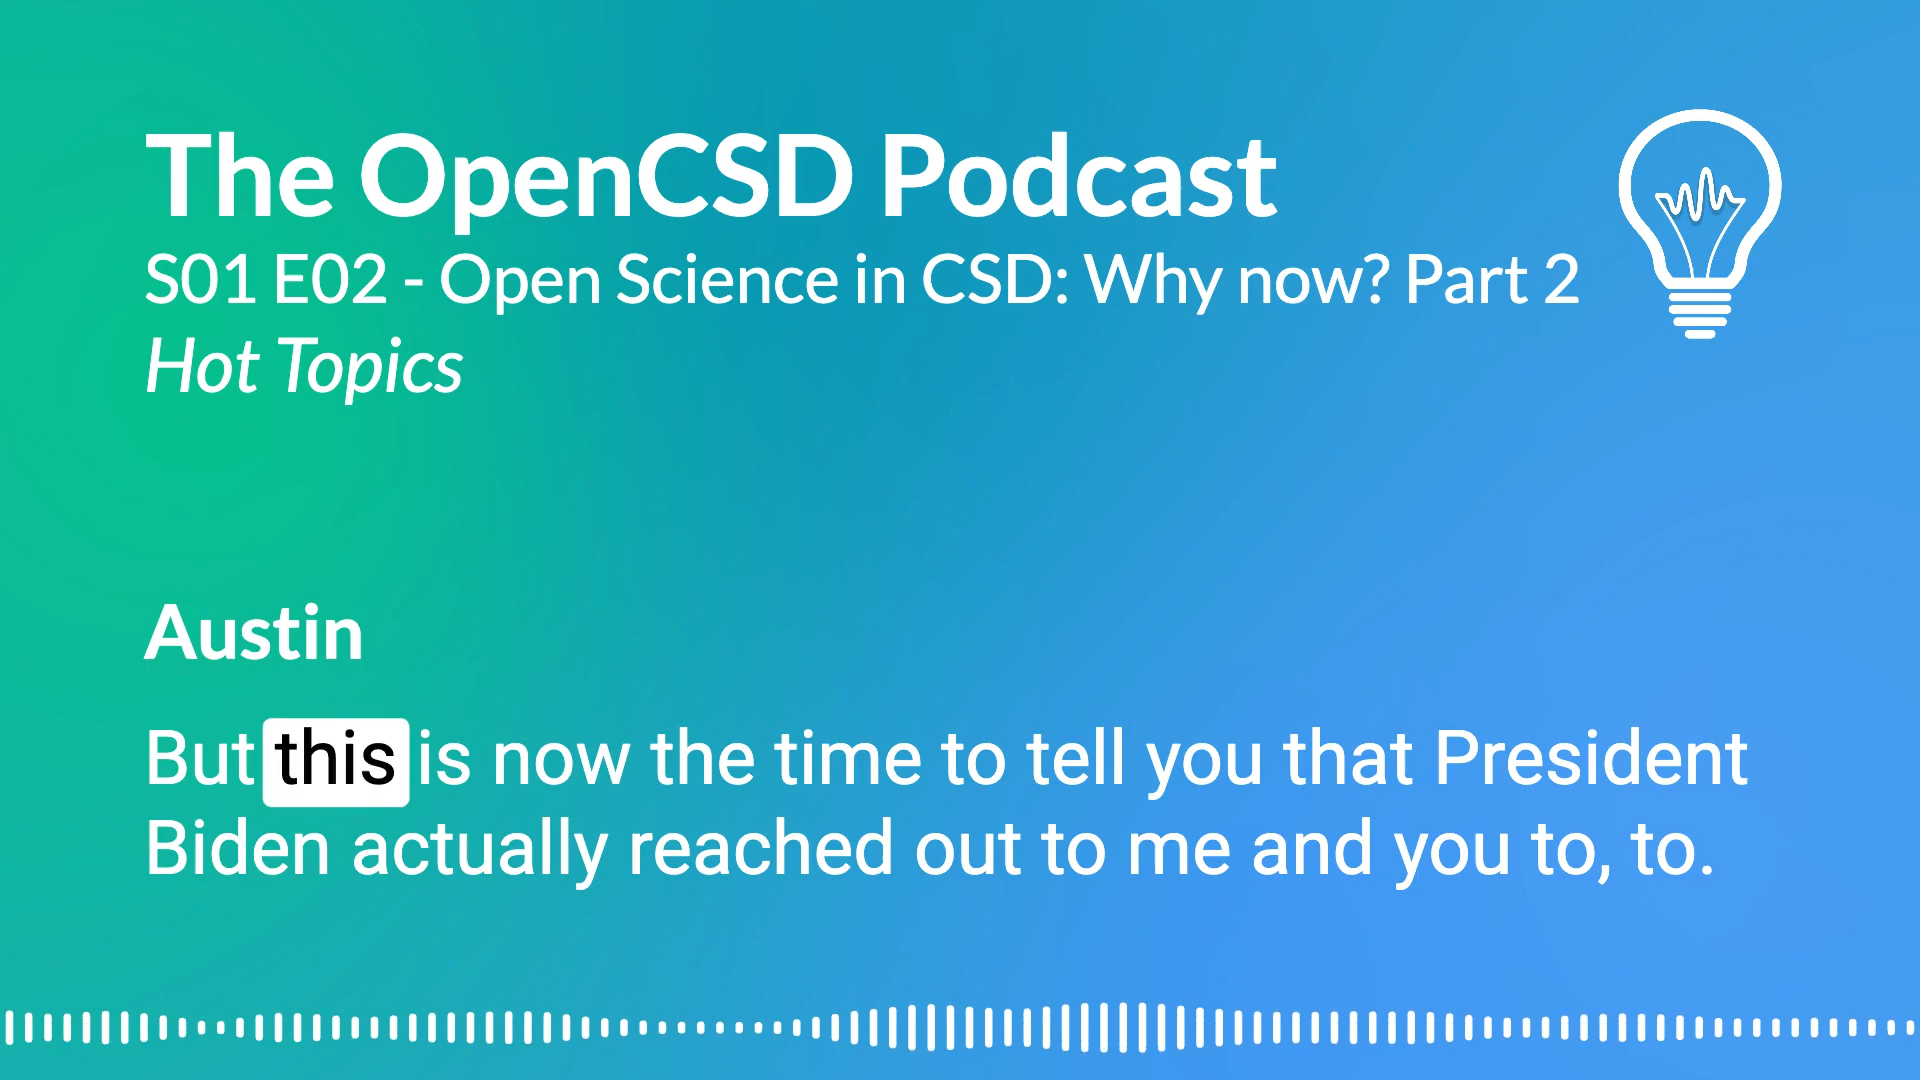 The OpenCSD Podcast
S01 E02 - Open Science in CSD: Why now? Part 2
Hot Topics
Austin
But this is now the time to tell you that President
Biden actually reached out to me and you to, to.